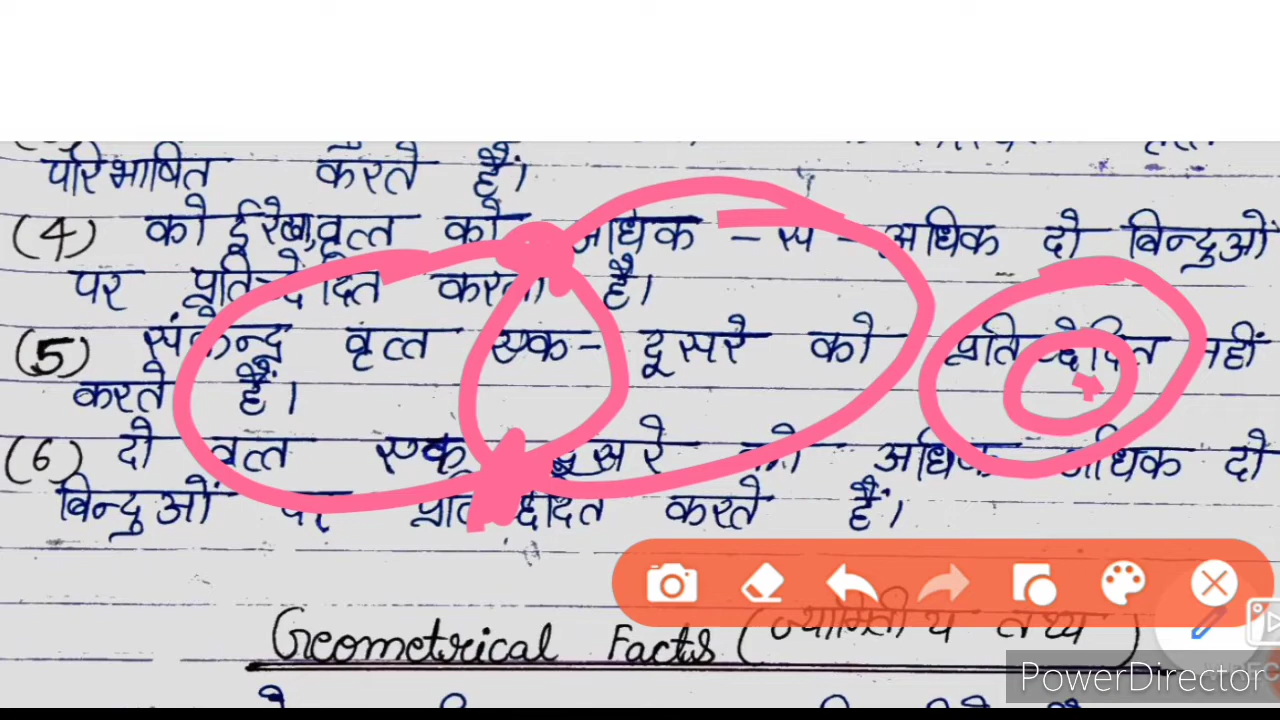 परिभाषित करते हैं।
(4) कोई रेखा, वृत्त को अधिक - से - अधिक दो बिन्दुओं
पर प्रतिच्छेदित करता है।
(5) संकेन्द्र वृत्त एक - दूसरे को प्रतिच्छेदित नहीं
करते हैं।
(6) दो वृत्त एक दूसरे को अधिक अधिक दो
बिन्दुओं पर प्रतिच्छेदित करते हैं।
Geometrical Facts (ज्यामितीय तथ्य)
PowerDirector